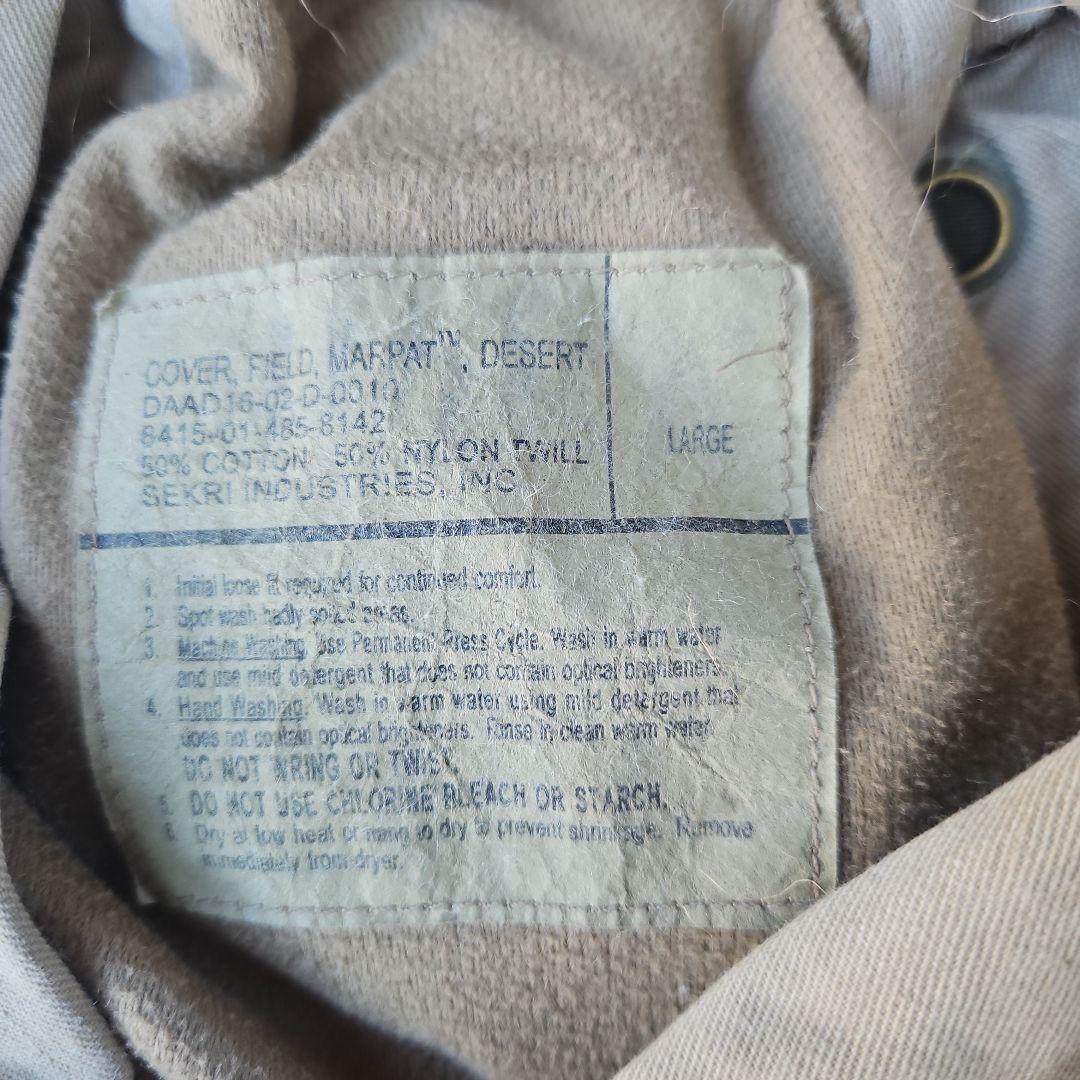 COVER, FIELD, MARPAT™, DESERT
DAAD16-02-D-0010
8415-01-485-8142
50% COTTON 50% NYLON TWILL
SEKRI INDUSTRIES, INC
LARGE
1. Initial loose fit required for continued comfort.
2. Spot wash badly soiled areas.
3. Machine Washing: Use Permanent Press Cycle. Wash in warm water
and use mild detergent that does not contain optical brighteners.
4. Hand Washing: Wash in warm water using mild detergent that
does not contain optical brighteners. Rinse in clean warm water.
DO NOT WRING OR TWIST.
5. DO NOT USE CHLORINE BLEACH OR STARCH.
6. Dry at low heat or hang to dry to prevent shrinkage. Remove
immediately from dryer.